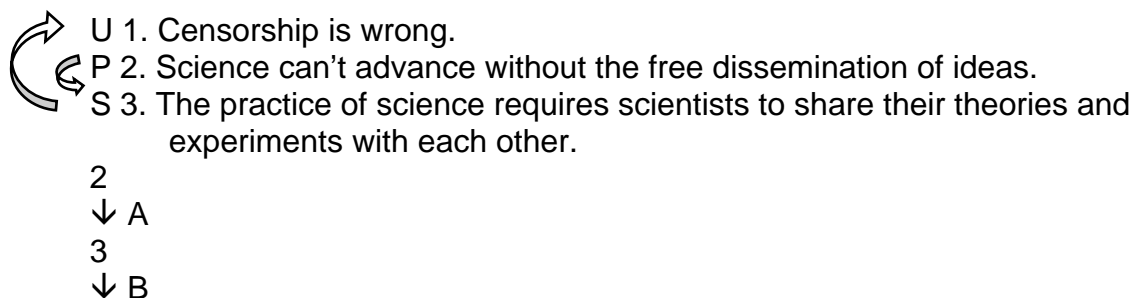 U 1. Censorship is wrong.
P 2. Science can’t advance without the free dissemination of ideas.
S 3. The practice of science requires scientists to share their theories and
experiments with each other.
2
↓ A
3
↓ B